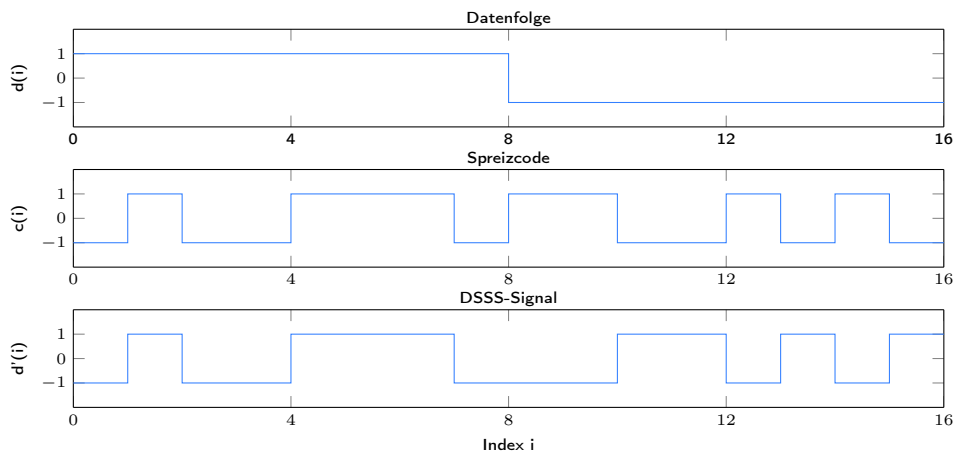 Datenfolge
d(i)
1
0
−1
0 4 8 12 16
Spreizcode
c(i)
1
0
−1
0 4 8 12 16
DSSS-Signal
d'(i)
1
0
−1
0 4 8 12 16
Index i